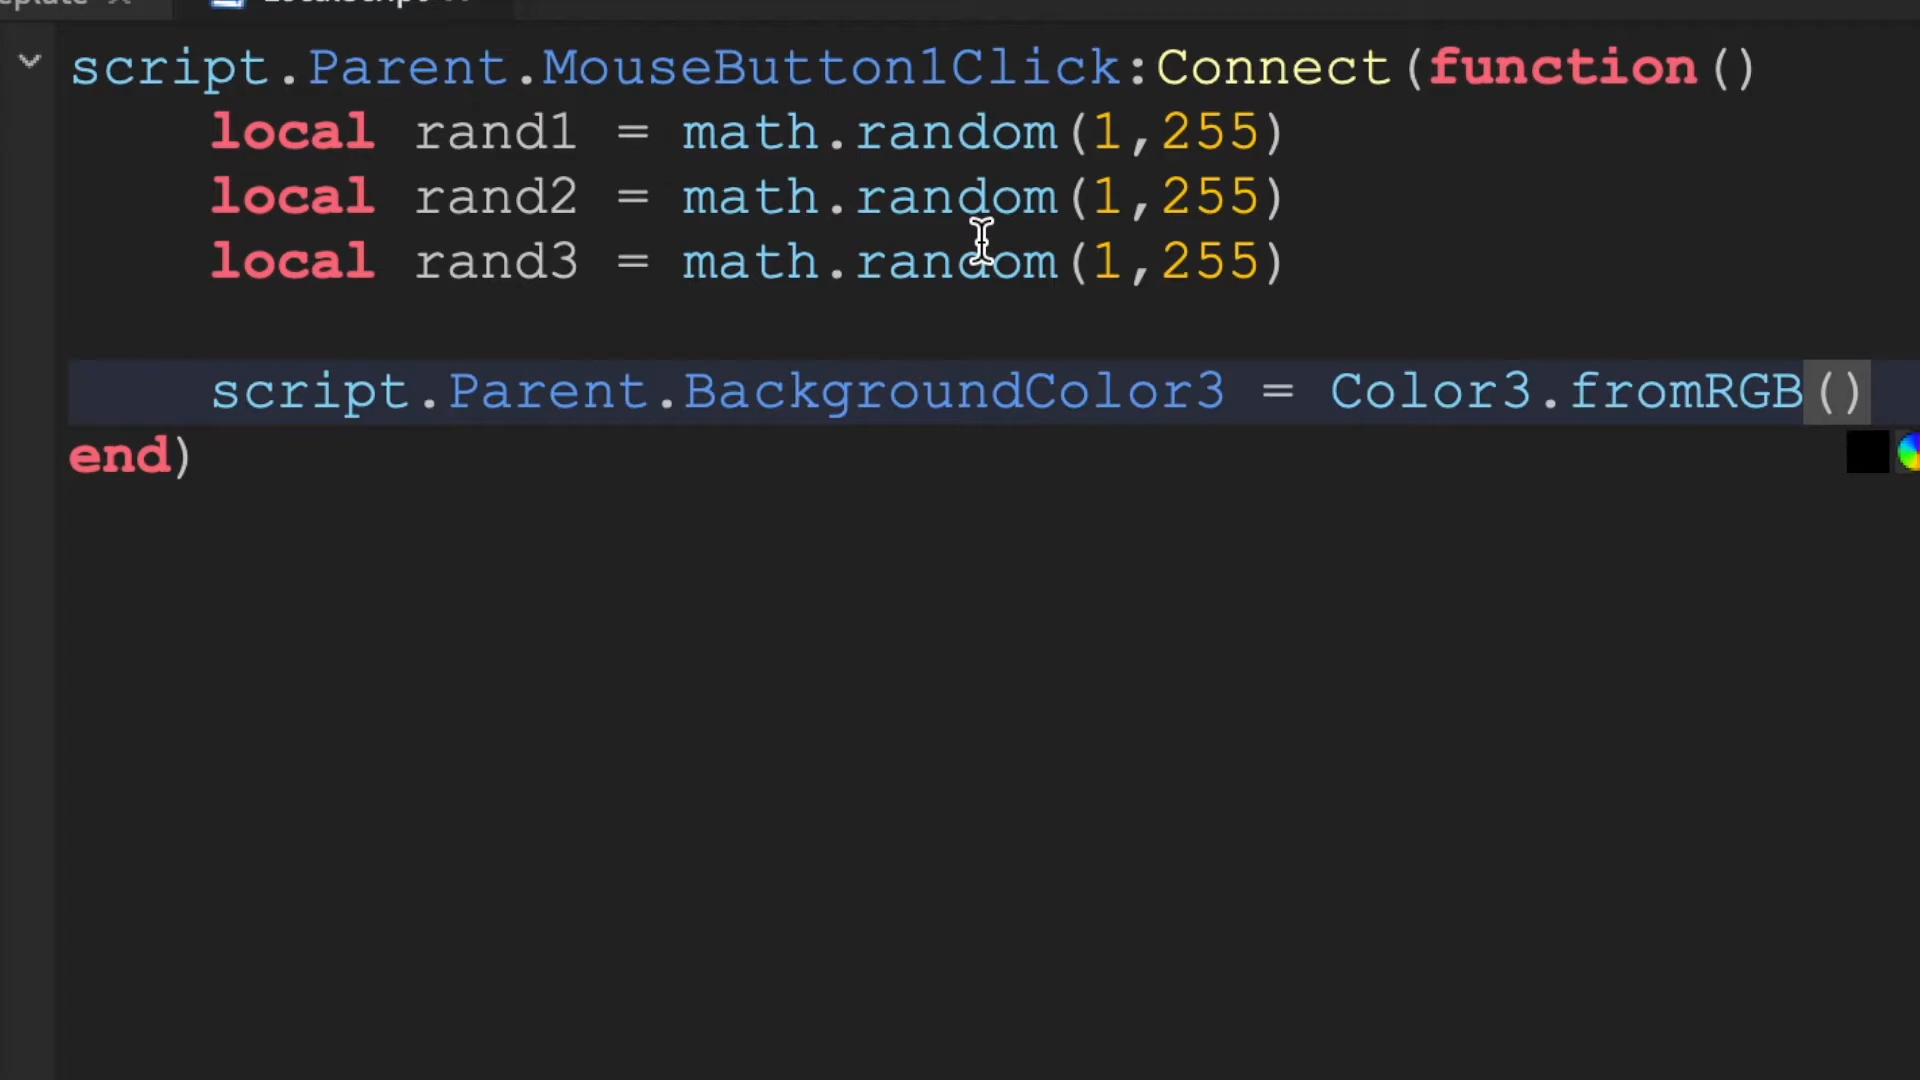 script.Parent.MouseButton1Click:Connect(function()
local rand1 = math.random(1,255)
local rand2 = math.random(1,255)
local rand3 = math.random(1,255)
script.Parent.BackgroundColor3 = Color3.fromRGB()
end)